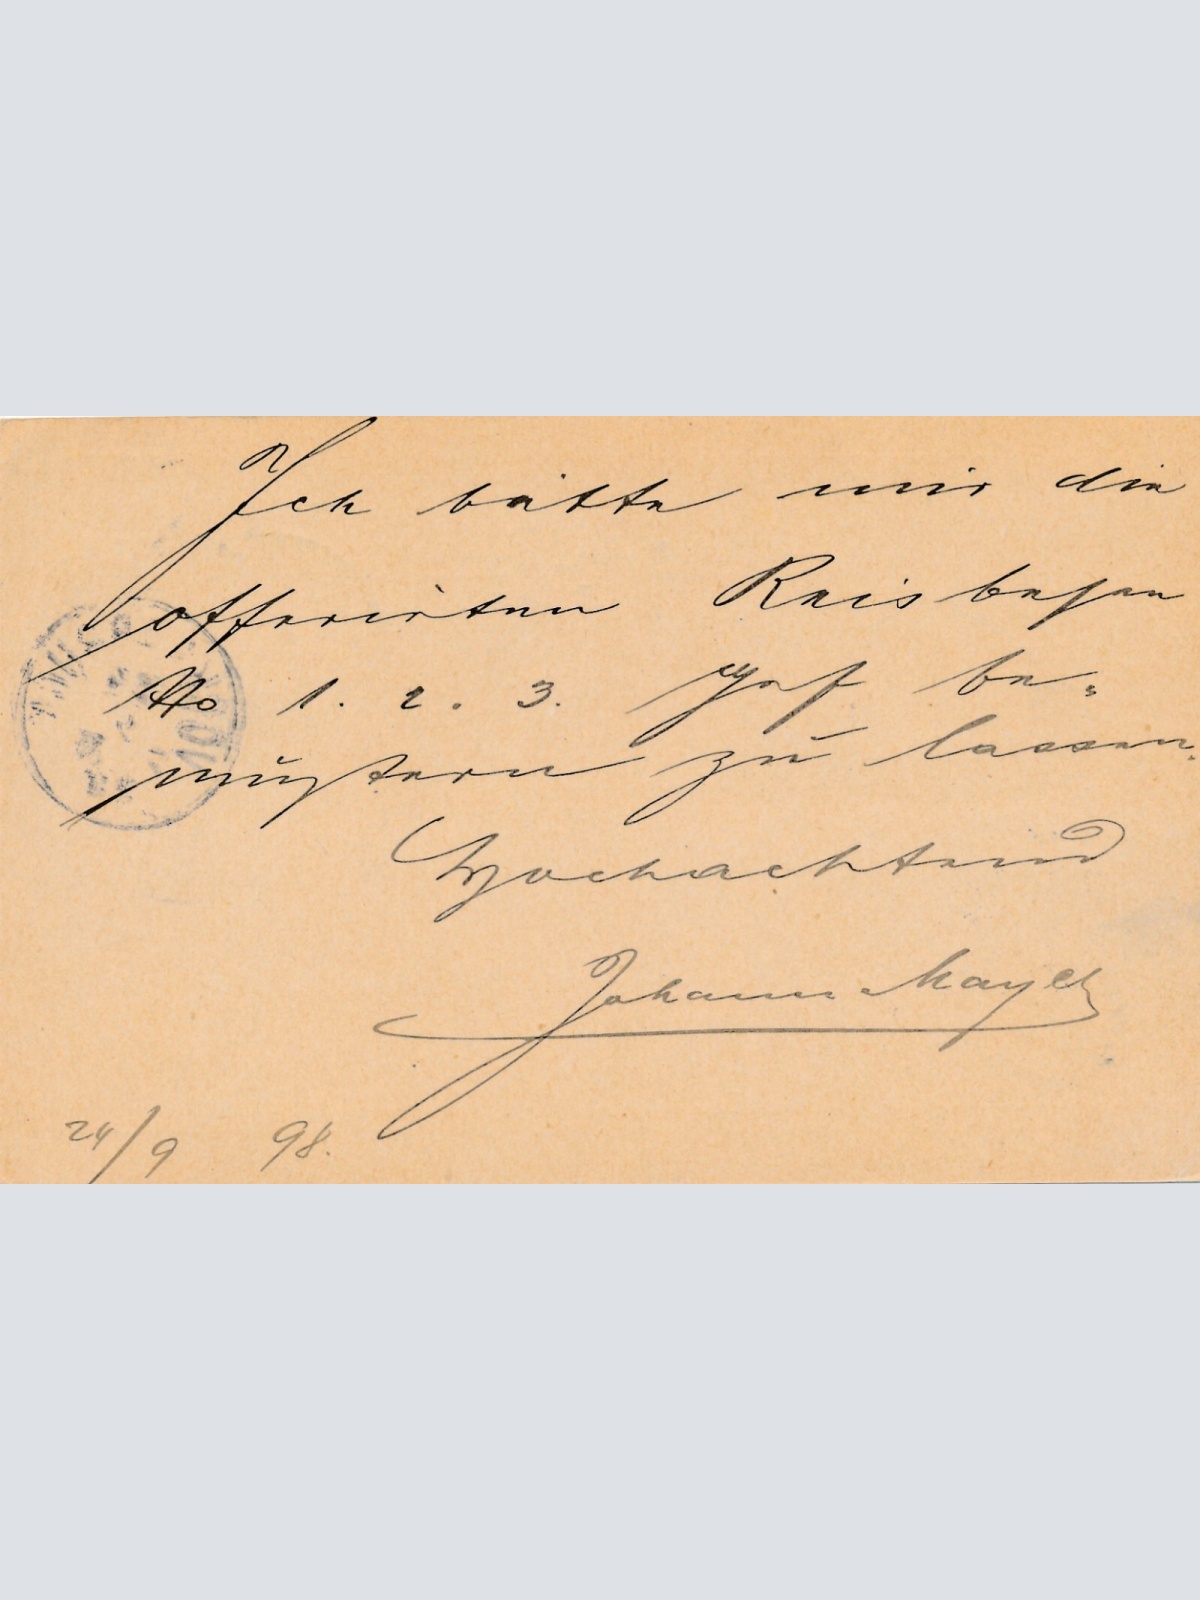 Ich bitte mir die
offerirten Reisbesen
No 1. 2. 3. gef be„
mustern zu lassen.
Hochachtend
Johann Mayer
24/9 98.